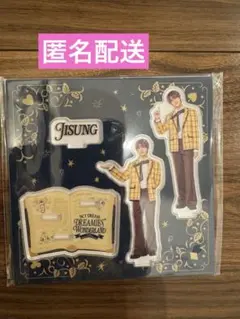 匿名配送
JISUNG
NCT DREAM
DREAMIES'
WONDERLAND